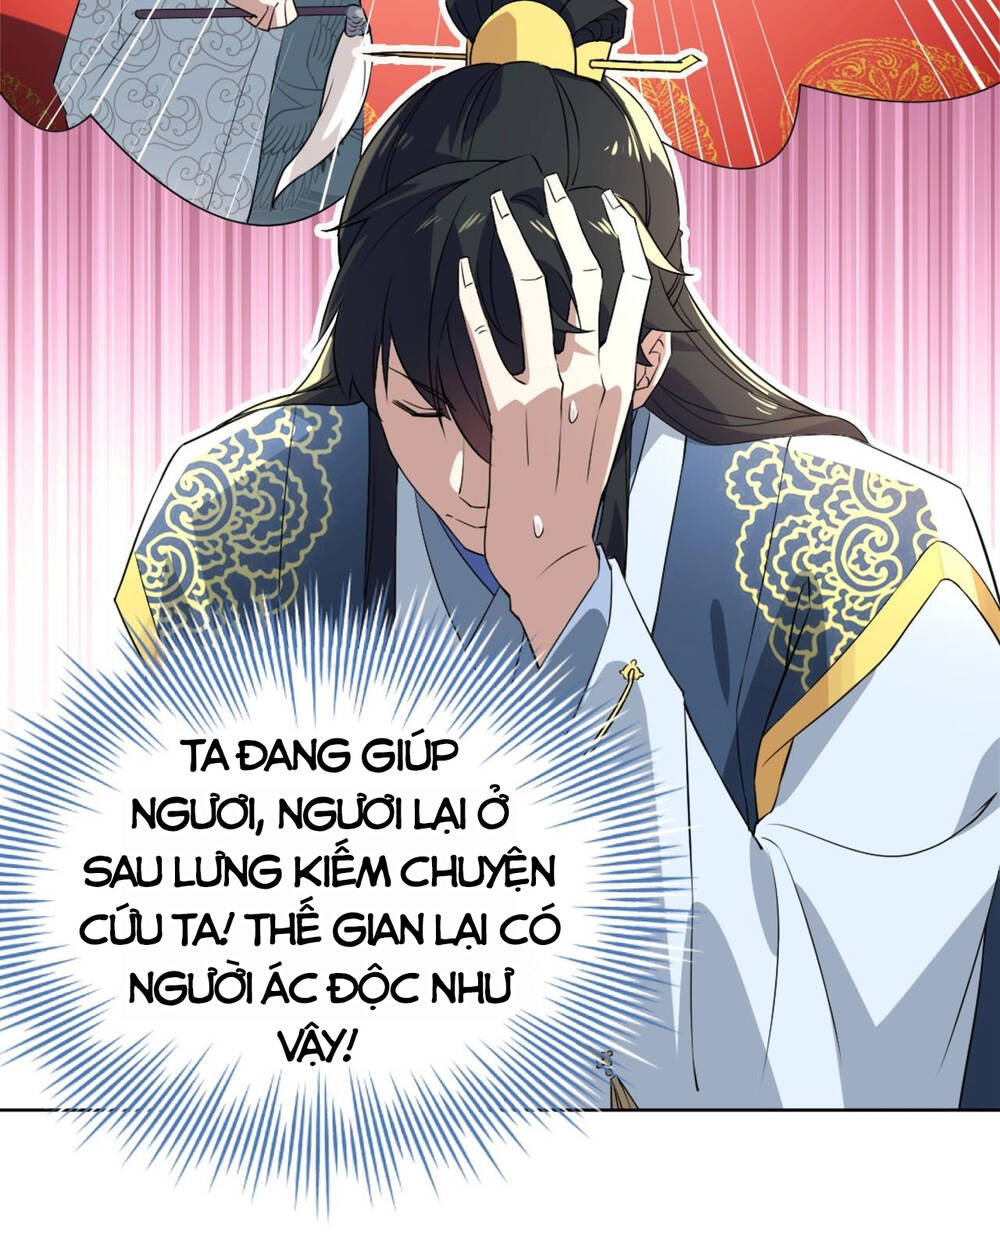 TA ĐANG GIÚP
NGƯƠI, NGƯƠI LẠI Ở
SAU LƯNG KIẾM CHUYỆN
CỨU TA! THẾ GIAN LẠI CÓ
NGƯỜI ÁC ĐỘC NHƯ
VẬY!